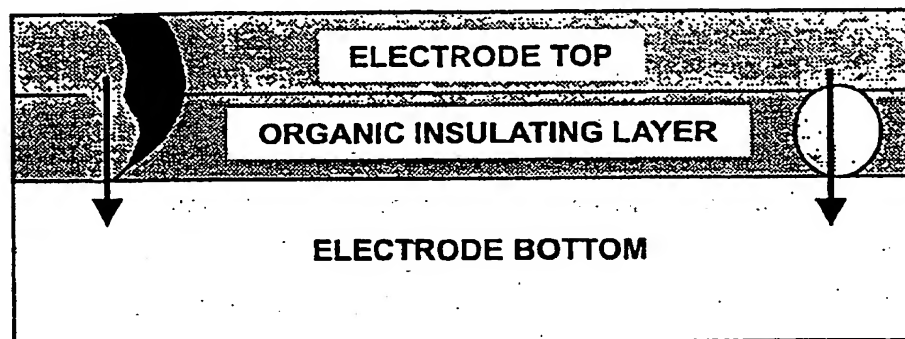 ELECTRODE TOP
ORGANIC INSULATING LAYER
ELECTRODE BOTTOM